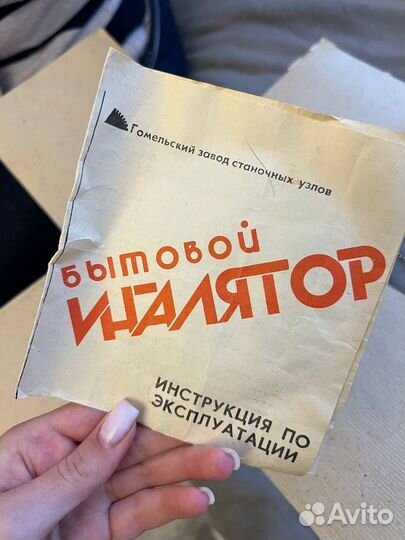 Гомельский завод станочных узлов
бытовой
ИНГАЛЯТОР
ИНСТРУКЦИЯ ПО
ЭКСПЛУАТАЦИИ
Avito